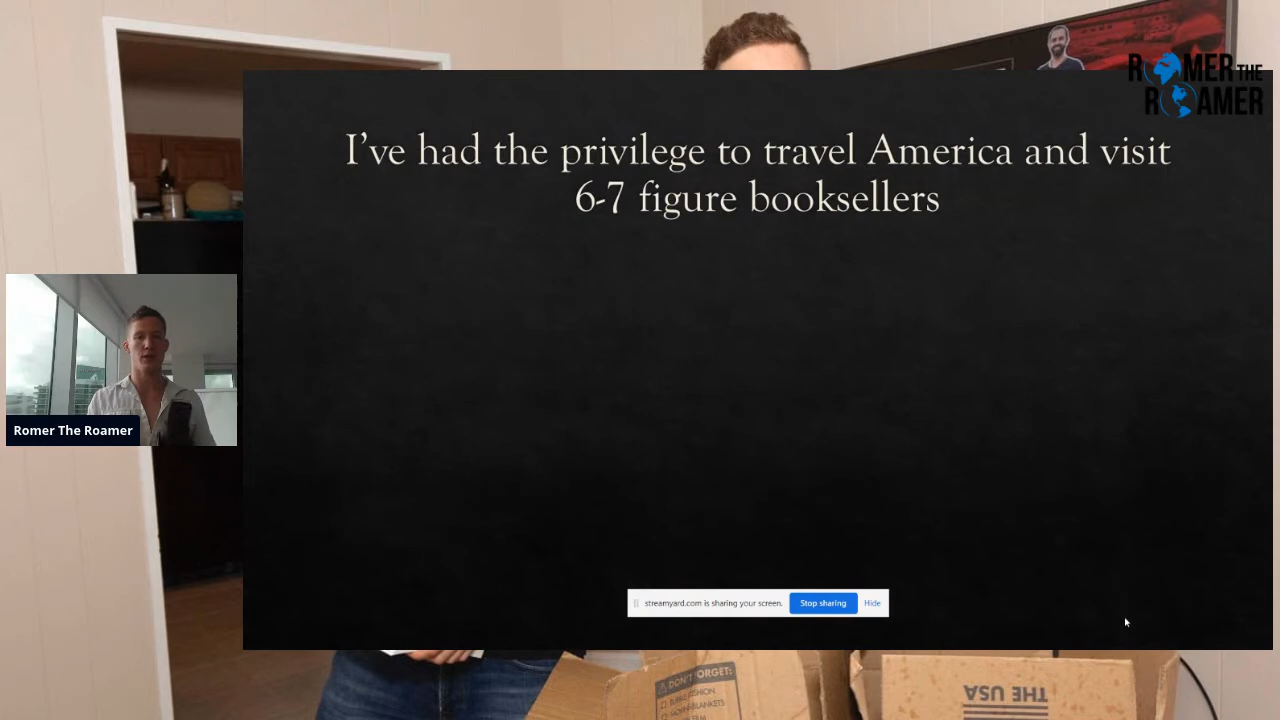 ROMER THE
ROAMER
I've had the privilege to travel America and visit
6-7 figure booksellers
Romer The Roamer
streamyard.com is sharing your screen.
Stop sharing
Hide
DON'T FORGET:
THE USA